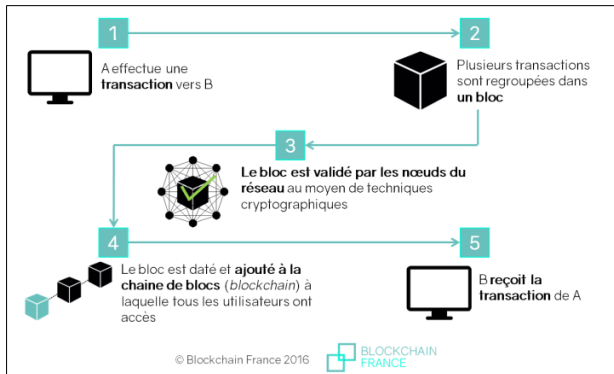 1
A effectue une
transaction vers B
2
Plusieurs transactions
sont regroupées dans
un bloc
3
Le bloc est validé par les nœuds du
réseau au moyen de techniques
cryptographiques
4
Le bloc est daté et ajouté à la
chaine de blocs (blockchain) à
laquelle tous les utilisateurs ont
accès
5
B reçoit la
transaction de A
© Blockchain France 2016
BLOCKCHAIN
FRANCE